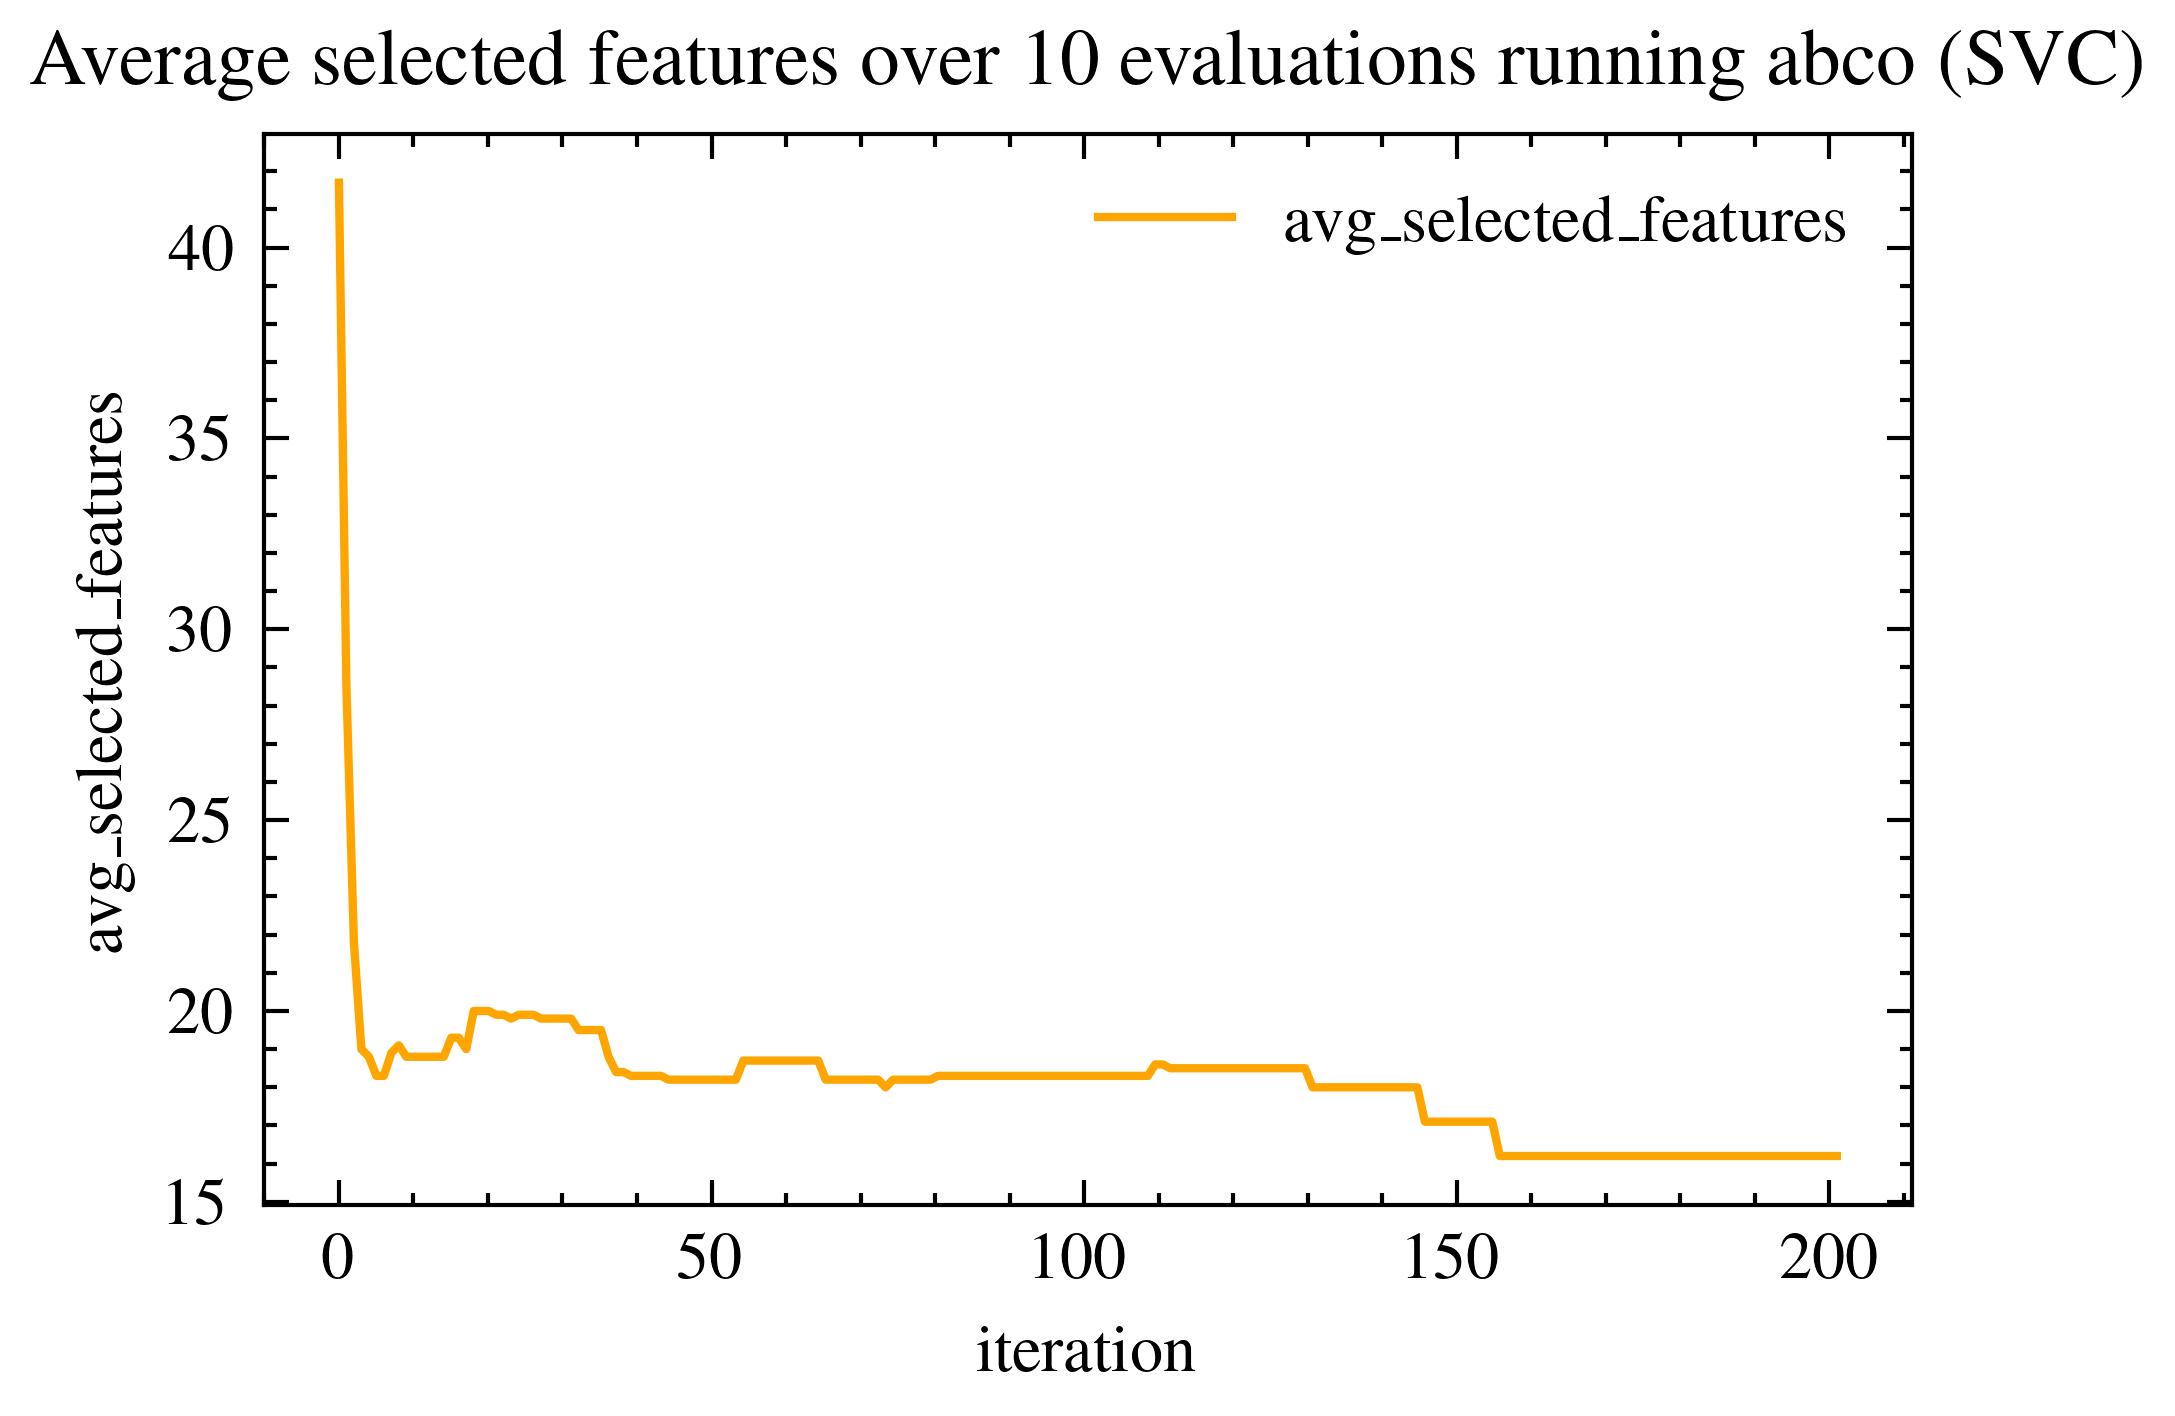 Average selected features over 10 evaluations running abco (SVC)
avg_selected_features
avg_selected_features
40
35
30
25
20
15
0 50 100 150 200
iteration